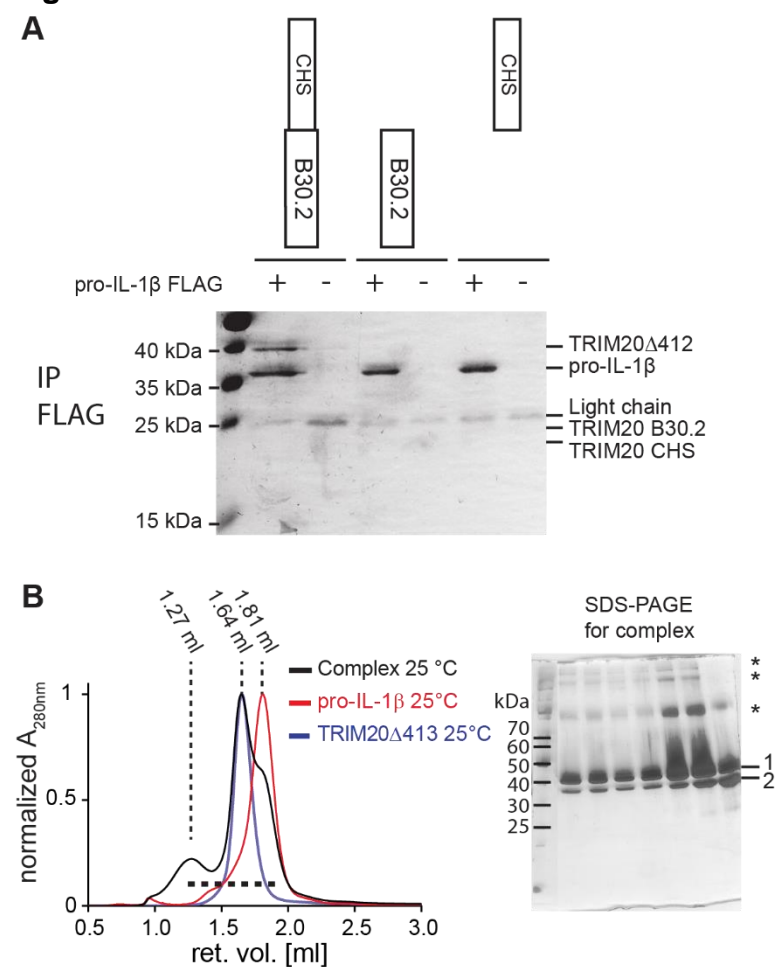 A
CHS
CHS
B30.2
B30.2
pro-IL-1β FLAG + - + - + -
IP
FLAG
40 kDa
35 kDa
25 kDa
15 kDa
TRIM20Δ412
pro-IL-1β
Light chain
TRIM20 B30.2
TRIM20 CHS
B
1.27 ml
1.64 ml
1.81 ml
Complex 25 °C
pro-IL-1β 25°C
TRIM20Δ413 25°C
normalized A280nm
1
0.5
0
0.5 1.0 1.5 2.0 2.5 3.0
ret. vol. [ml]
SDS-PAGE
for complex
kDa
70
60
50
40
30
25
*
*
*
1
2